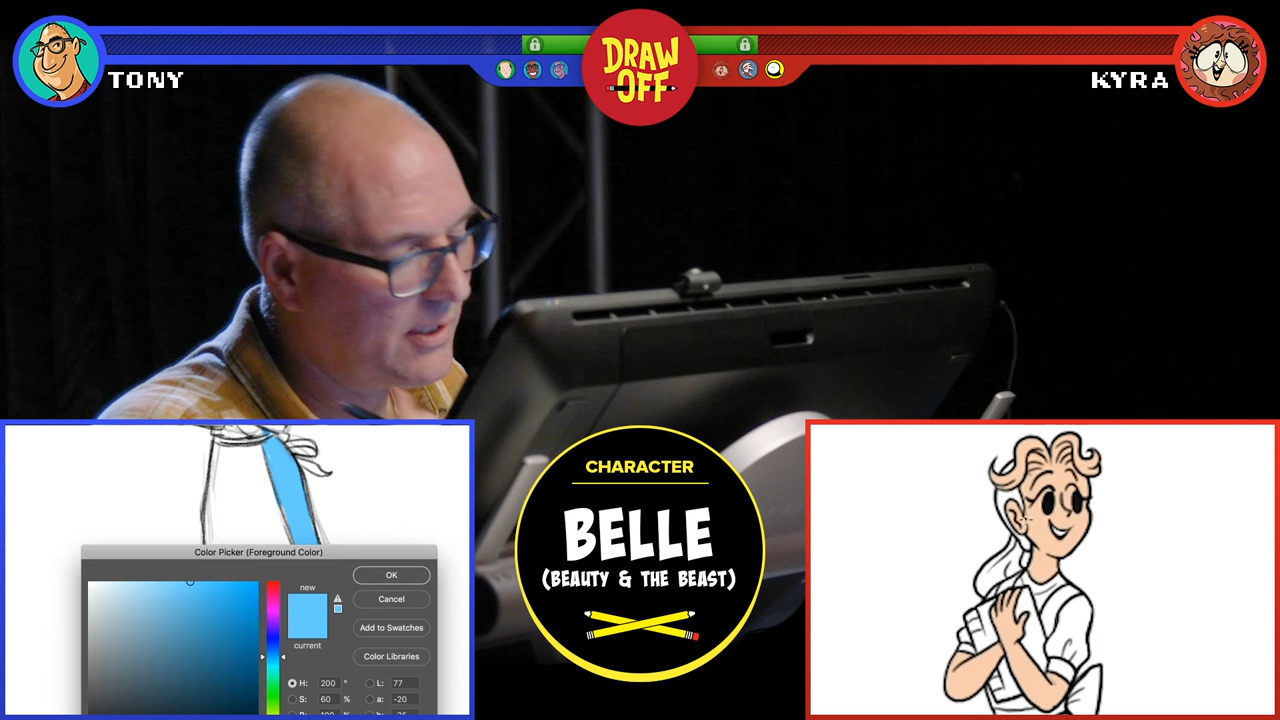 TONY
DRAW
OFF
KYRA
CHARACTER
BELLE
(BEAUTY & THE BEAST)
Color Picker (Foreground Color)
new
current
OK
Cancel
Add to Swatches
Color Libraries
H: 200 °
L: 77
S: 60 %
a: -20